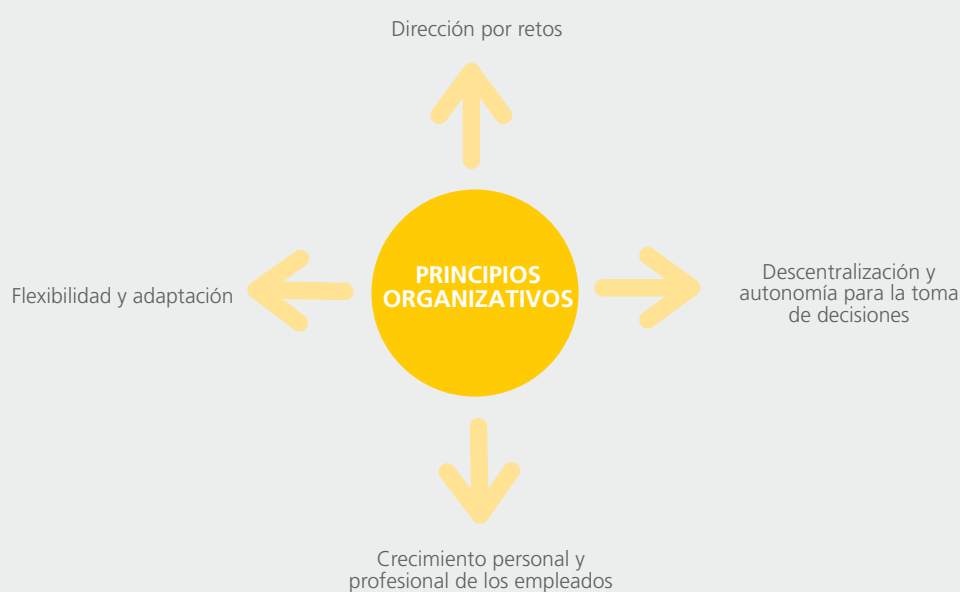 Dirección por retos
PRINCIPIOS
ORGANIZATIVOS
Flexibilidad y adaptación
Descentralización y
autonomía para la toma
de decisiones
Crecimiento personal y
profesional de los empleados